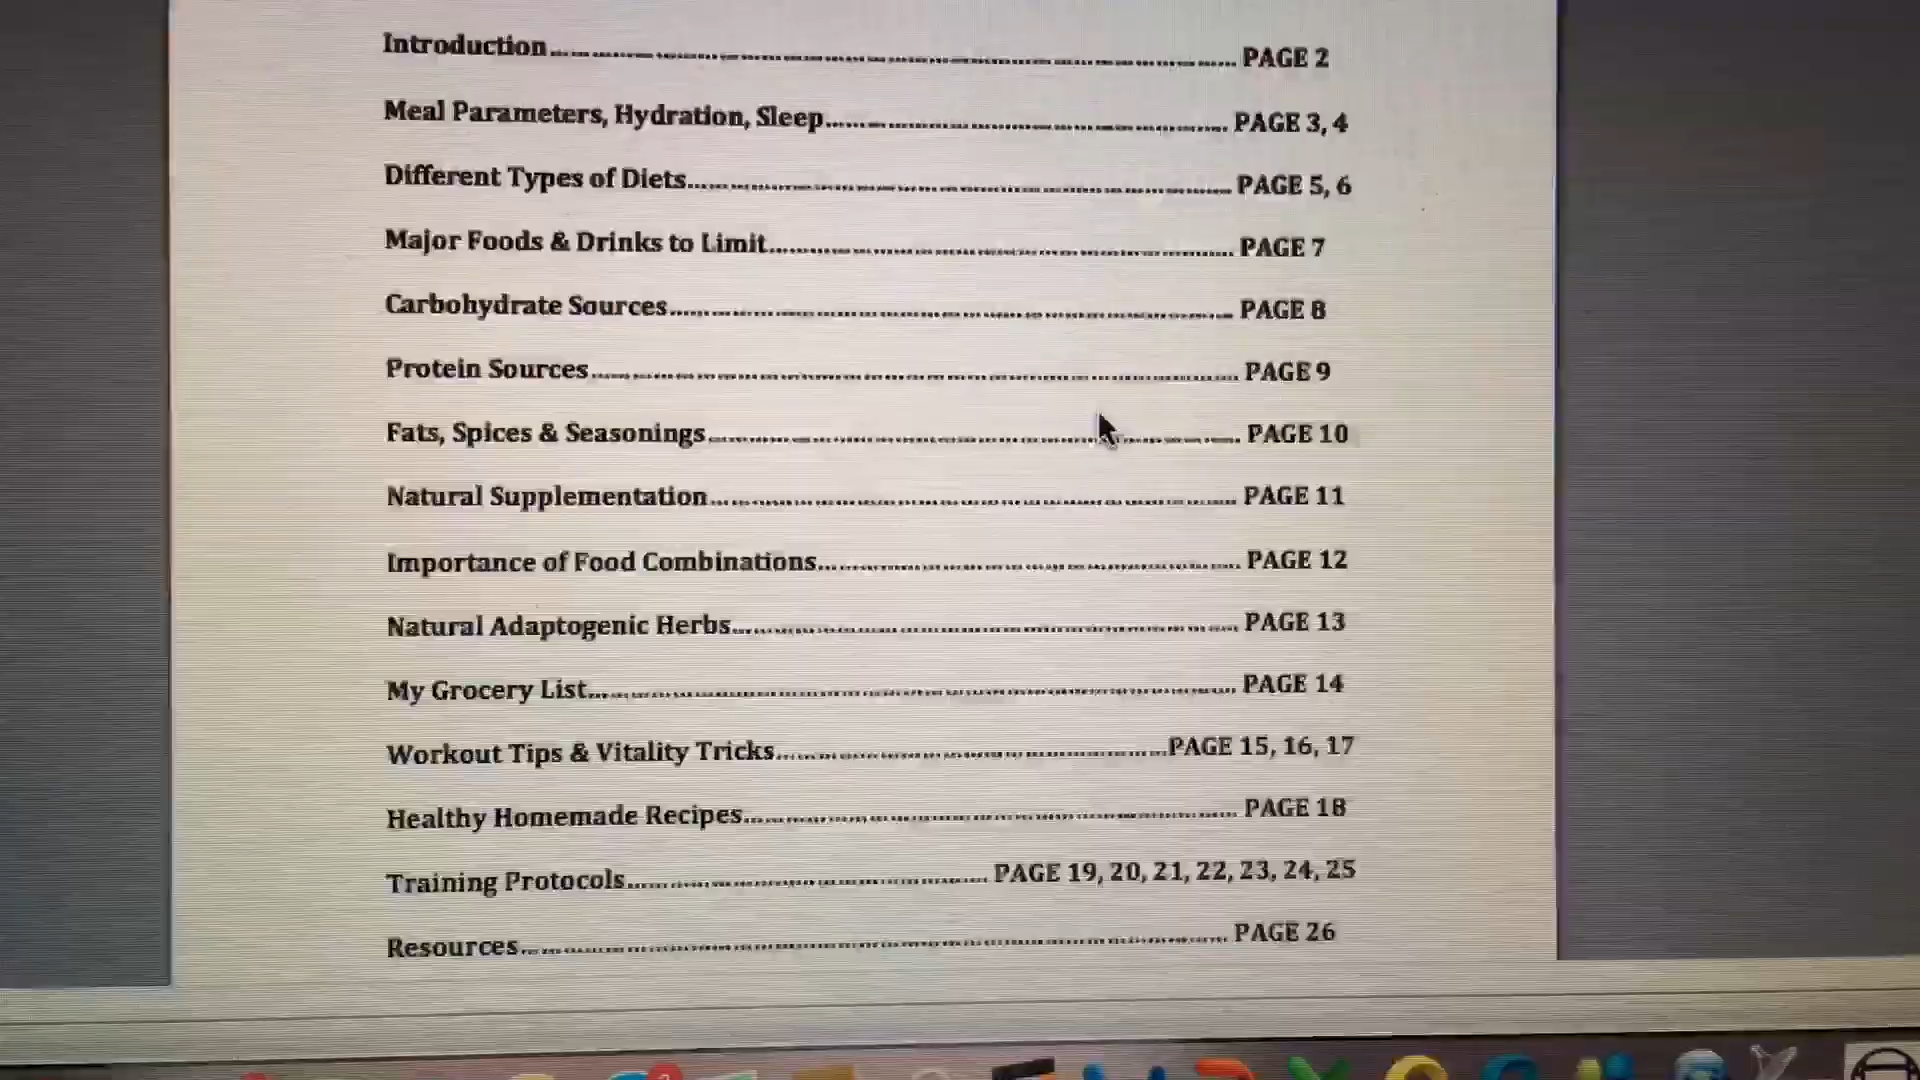 Introduction........................ PAGE 2
Meal Parameters, Hydration, Sleep........................ PAGE 3, 4
Different Types of Diets........................ PAGE 5, 6
Major Foods & Drinks to Limit........................ PAGE 7
Carbohydrate Sources........................ PAGE 8
Protein Sources........................ PAGE 9
Fats, Spices & Seasonings........................ PAGE 10
Natural Supplementation........................ PAGE 11
Importance of Food Combinations........................ PAGE 12
Natural Adaptogenic Herbs........................ PAGE 13
My Grocery List........................ PAGE 14
Workout Tips & Vitality Tricks........................PAGE 15, 16, 17
Healthy Homemade Recipes........................ PAGE 18
Training Protocols........................ PAGE 19, 20, 21, 22, 23, 24, 25
Resources........................ PAGE 26